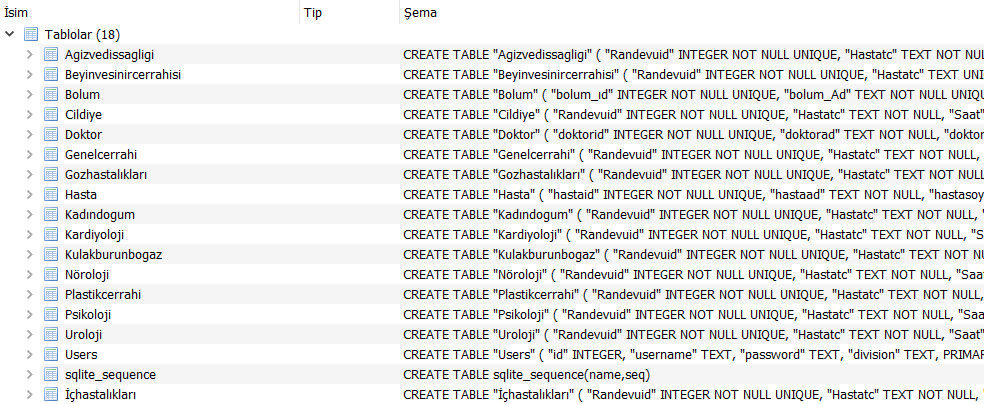 İsim Tip Şema
Tablolar (18)
Agizvedissagligi CREATE TABLE "Agizvedissagligi" ( "Randevuid" INTEGER NOT NULL UNIQUE, "Hastatc" TEXT NOT NUL
Beyinvesinircerrahisi CREATE TABLE "Beyinvesinircerrahisi" ( "Randevuid" INTEGER NOT NULL UNIQUE, "Hastatc" TEXT UNI
Bolum CREATE TABLE "Bolum" ( "bolum_ıd" INTEGER NOT NULL UNIQUE, "bolum_Ad" TEXT NOT NULL UNIQUE
Cildiye CREATE TABLE "Cildiye" ( "Randevuid" INTEGER NOT NULL UNIQUE, "Hastatc" TEXT NOT NULL, "Saat"
Doktor CREATE TABLE "Doktor" ( "doktorid" INTEGER NOT NULL UNIQUE, "doktorad" TEXT NOT NULL, "doktor
Genelcerrahi CREATE TABLE "Genelcerrahi" ( "Randevuid" INTEGER NOT NULL UNIQUE, "Hastatc" TEXT NOT NULL,
Gozhastalıkları CREATE TABLE "Gozhastalıkları" ( "Randevuid" INTEGER NOT NULL UNIQUE, "Hastatc" TEXT NOT NULL
Hasta CREATE TABLE "Hasta" ( "hastaid" INTEGER NOT NULL UNIQUE, "hastaad" TEXT NOT NULL, "hastasoy
Kadındogum CREATE TABLE "Kadındogum" ( "Randevuid" INTEGER NOT NULL UNIQUE, "Hastatc" TEXT NOT NULL, "
Kardiyoloji CREATE TABLE "Kardiyoloji" ( "Randevuid" INTEGER NOT NULL UNIQUE, "Hastatc" TEXT NOT NULL, "S
Kulakburunbogaz CREATE TABLE "Kulakburunbogaz" ( "Randevuid" INTEGER NOT NULL UNIQUE, "Hastatc" TEXT NOT NUL
Nöroloji CREATE TABLE "Nöroloji" ( "Randevuid" INTEGER NOT NULL UNIQUE, "Hastatc" TEXT NOT NULL, "Saat
Plastikcerrahi CREATE TABLE "Plastikcerrahi" ( "Randevuid" INTEGER NOT NULL UNIQUE, "Hastatc" TEXT NOT NULL,
Psikoloji CREATE TABLE "Psikoloji" ( "Randevuid" INTEGER NOT NULL UNIQUE, "Hastatc" TEXT NOT NULL, "Saa
Uroloji CREATE TABLE "Uroloji" ( "Randevuid" INTEGER NOT NULL UNIQUE, "Hastatc" TEXT NOT NULL, "Saat"
Users CREATE TABLE "Users" ( "id" INTEGER, "username" TEXT, "password" TEXT, "division" TEXT, PRIMAR
sqlite_sequence CREATE TABLE sqlite_sequence(name,seq)
İçhastalıkları CREATE TABLE "İçhastalıkları" ( "Randevuid" INTEGER NOT NULL UNIQUE, "Hastatc" TEXT NOT NULL,